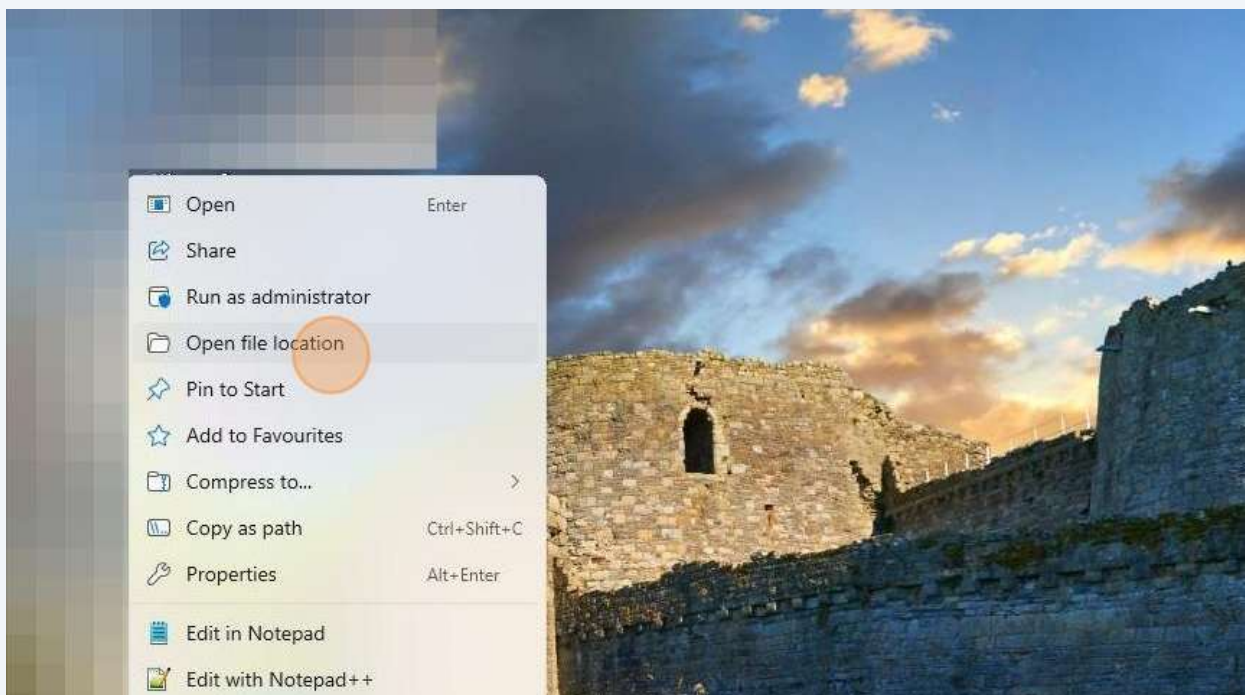 Open Enter
Share
Run as administrator
Open file location
Pin to Start
Add to Favourites
Compress to...
Copy as path Ctrl+Shift+C
Properties Alt+Enter
Edit in Notepad
Edit with Notepad++